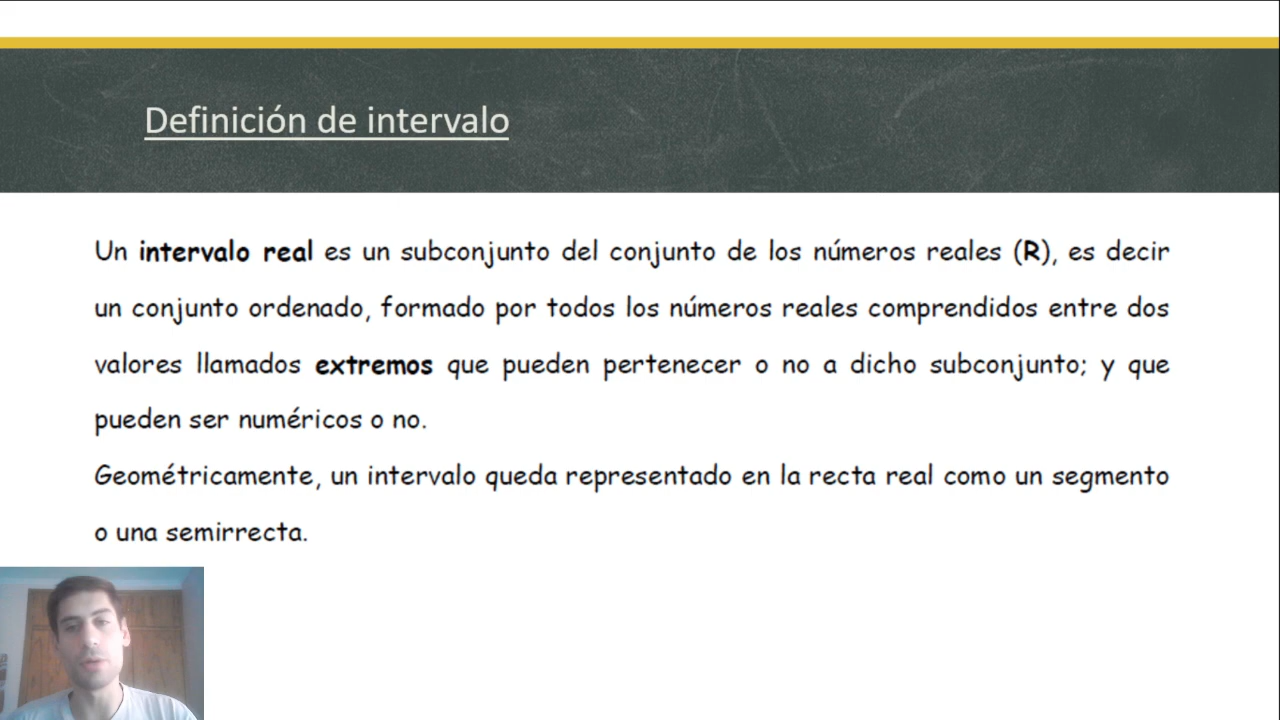 Definición de intervalo
Un intervalo real es un subconjunto del conjunto de los números reales (R), es decir
un conjunto ordenado, formado por todos los números reales comprendidos entre dos
valores llamados extremos que pueden pertenecer o no a dicho subconjunto; y que
pueden ser numéricos o no.
Geométricamente, un intervalo queda representado en la recta real como un segmento
o una semirrecta.